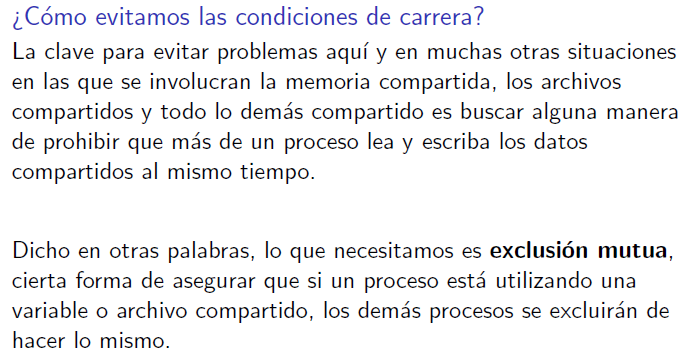 ¿Cómo evitamos las condiciones de carrera?
La clave para evitar problemas aquí y en muchas otras situaciones
en las que se involucran la memoria compartida, los archivos
compartidos y todo lo demás compartido es buscar alguna manera
de prohibir que más de un proceso lea y escriba los datos
compartidos al mismo tiempo.
Dicho en otras palabras, lo que necesitamos es exclusión mutua,
cierta forma de asegurar que si un proceso está utilizando una
variable o archivo compartido, los demás procesos se excluirán de
hacer lo mismo.